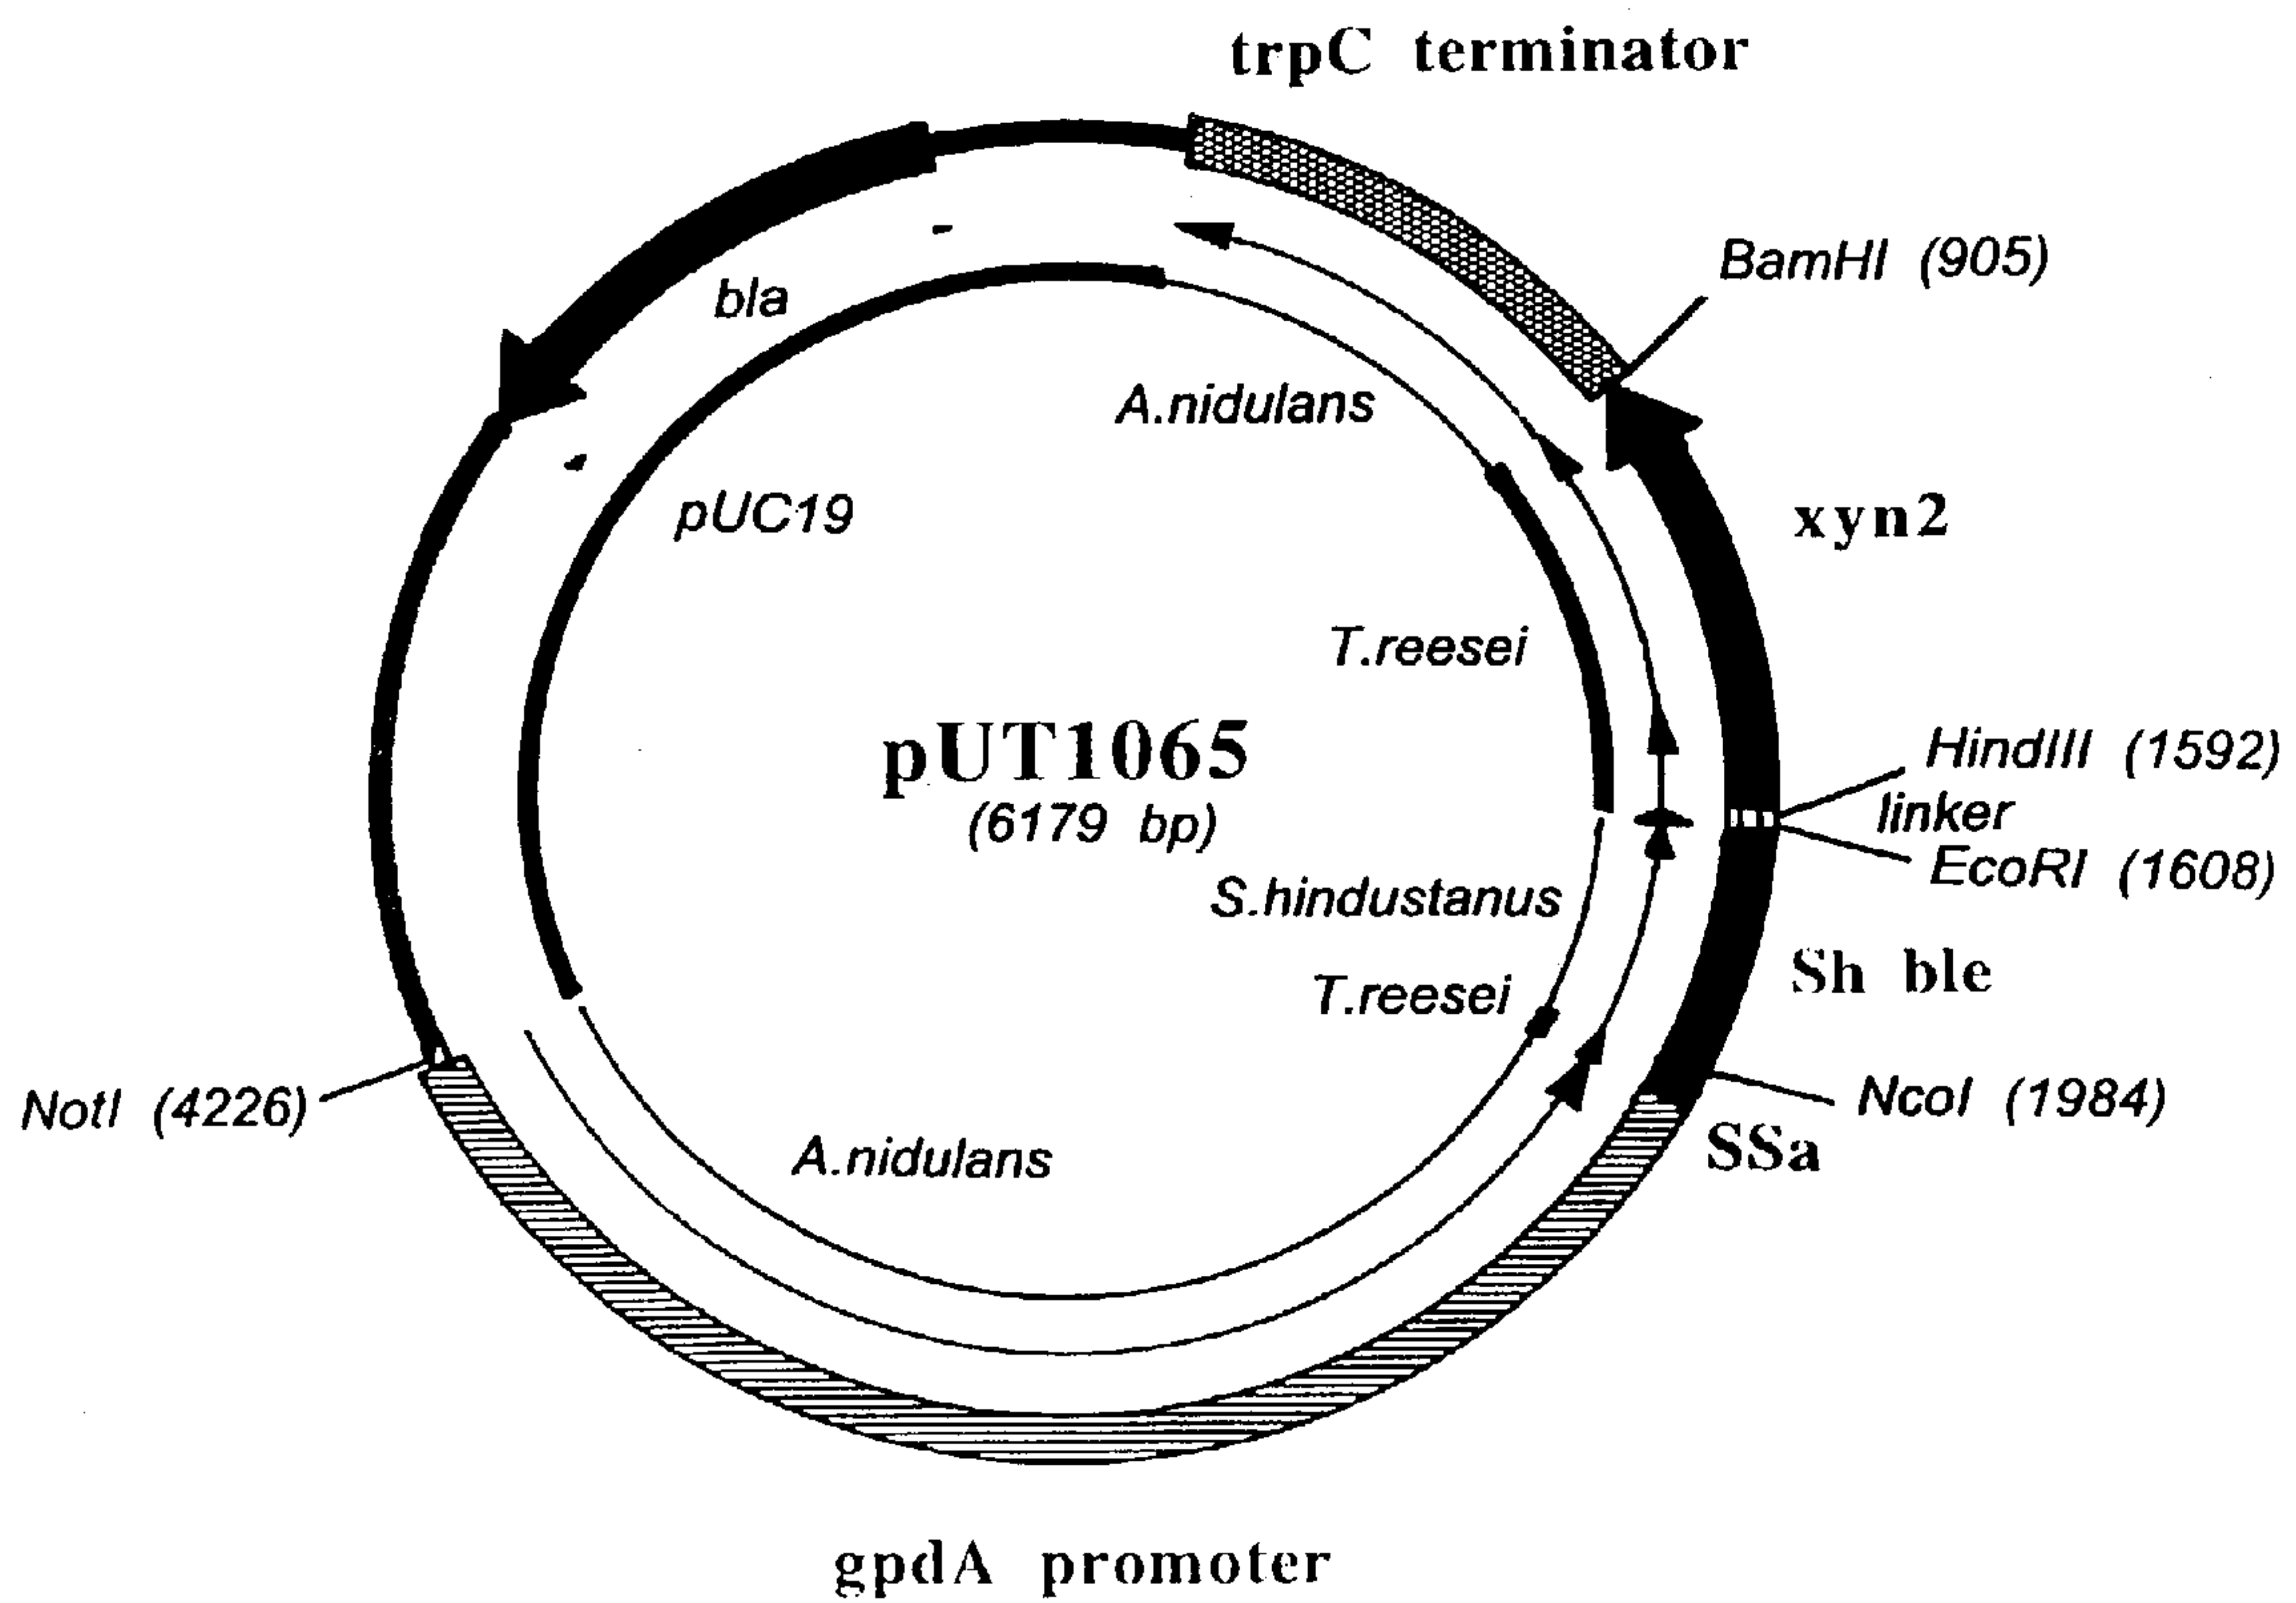 trpC terminator
BamHI (905)
bla
A.nidulans
pUC19
xyn2
T.reesei
pUT1065
(6179 bp)
HindIII (1592)
linker
EcoRI (1608)
S.hindustanus
Sh ble
T.reesei
NotI (4226)
NcoI (1984)
SSa
A.nidulans
gpdA promoter